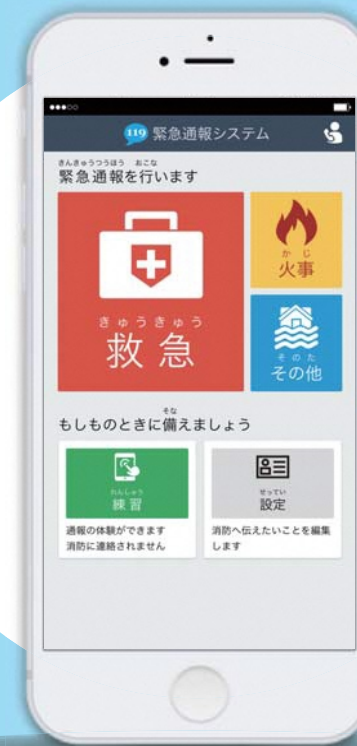 119 緊急通報システム
きんきゅうつうほう おこな
緊急通報を行います
きゅうきゅう
救急
かじ
火事
そのた
その他
そな
もしものときに備えましょう
れんしゅう
練習
通報の体験ができます
消防に連絡されません
せってい
設定
消防へ伝えたいことを編集
します